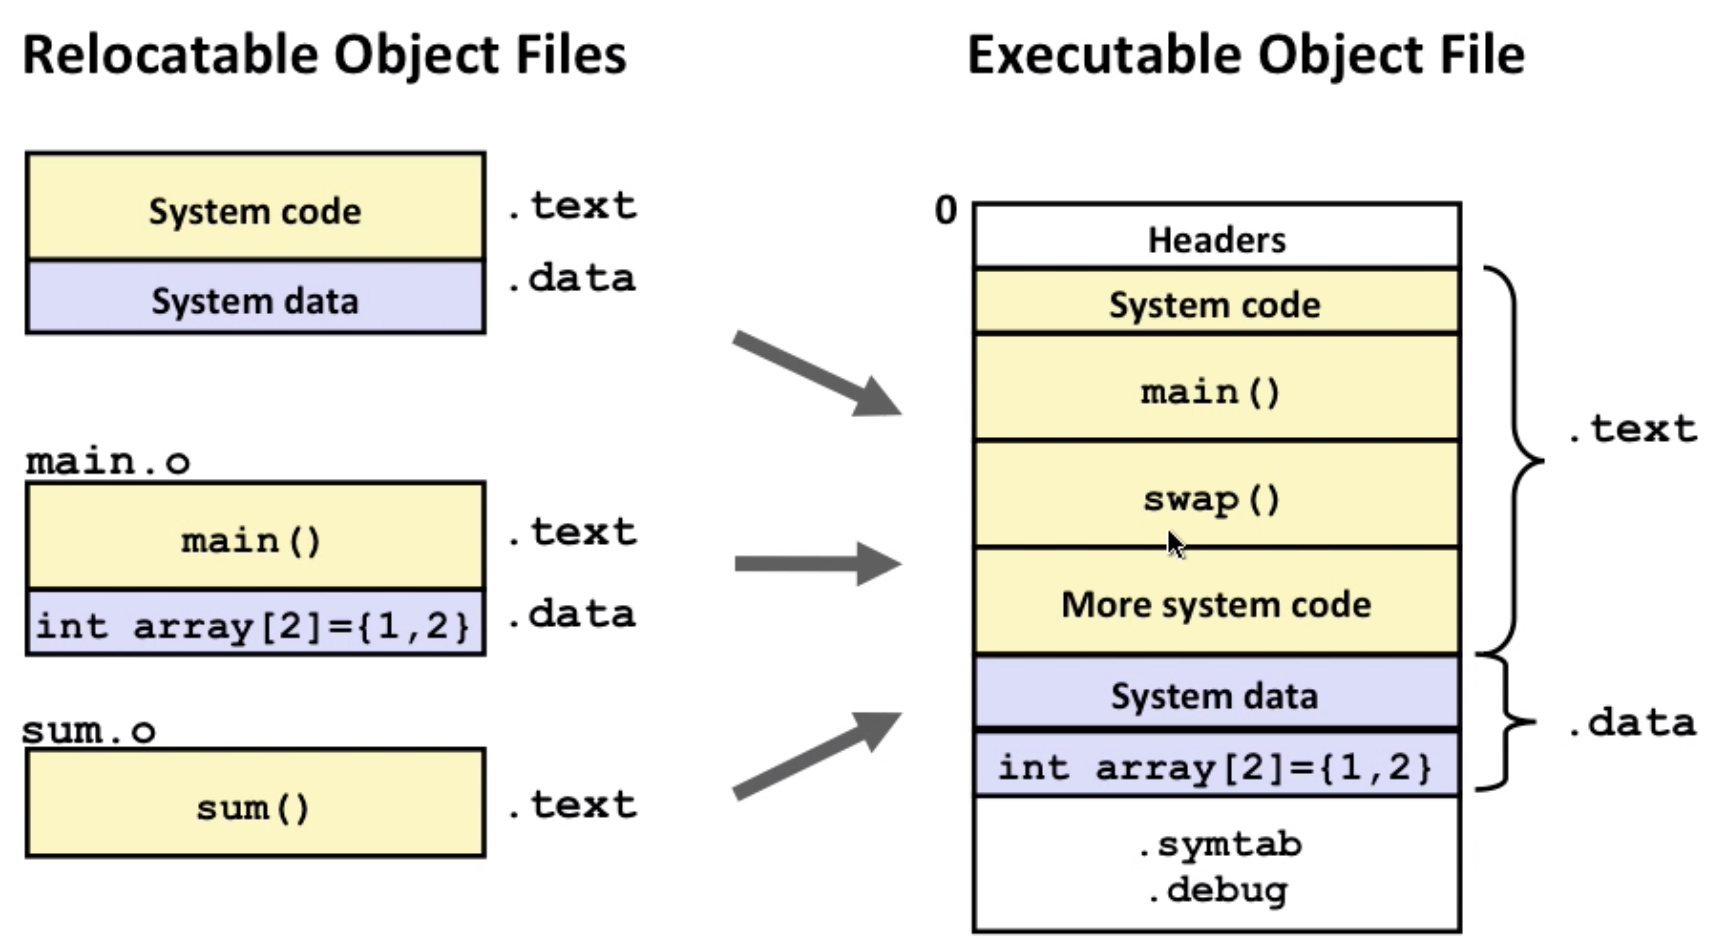 Relocatable Object Files
System code
.text
System data
.data
main.o
main()
.text
int array[2]={1,2}
.data
sum.o
sum()
.text
Executable Object File
0
Headers
System code
main()
swap()
More system code
.text
System data
int array[2]={1,2}
.data
.symtab
.debug